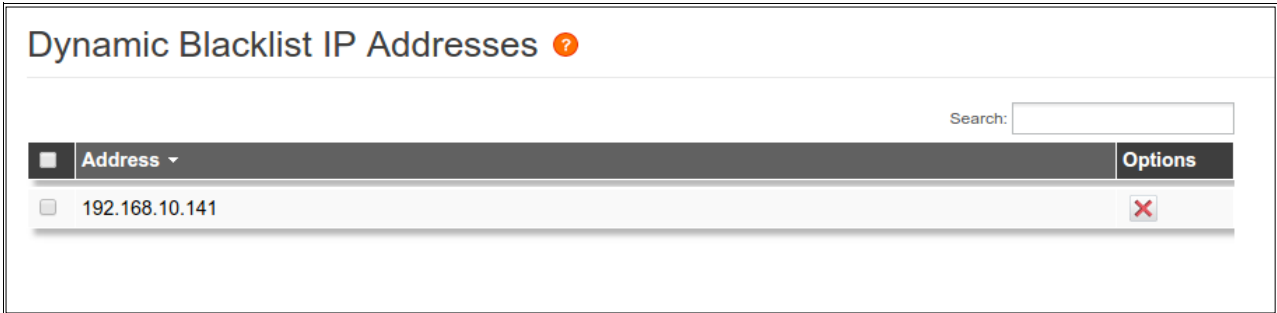 Dynamic Blacklist IP Addresses ?
Search:
Address Options
192.168.10.141